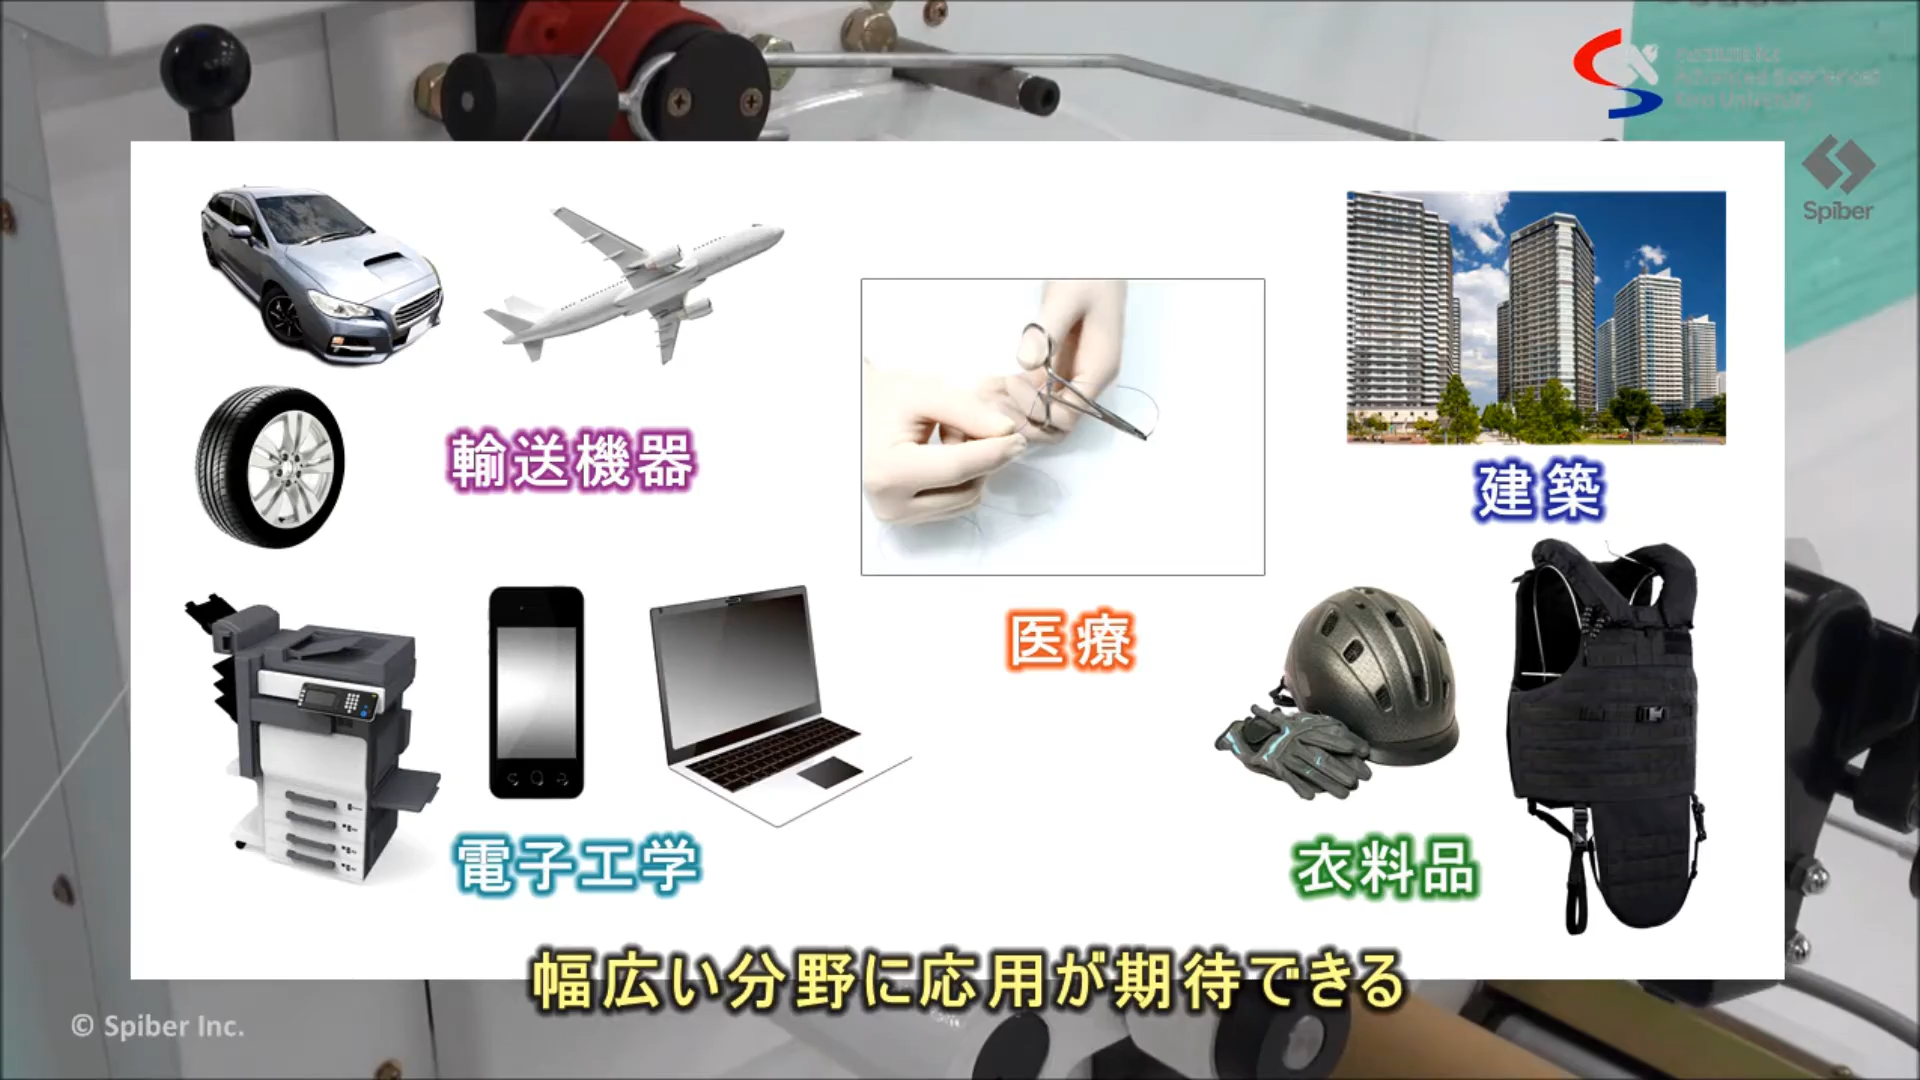 Spiber
輸送機器
建築
医療
電子工学
衣料品
幅広い分野に応用が期待できる
© Spiber Inc.